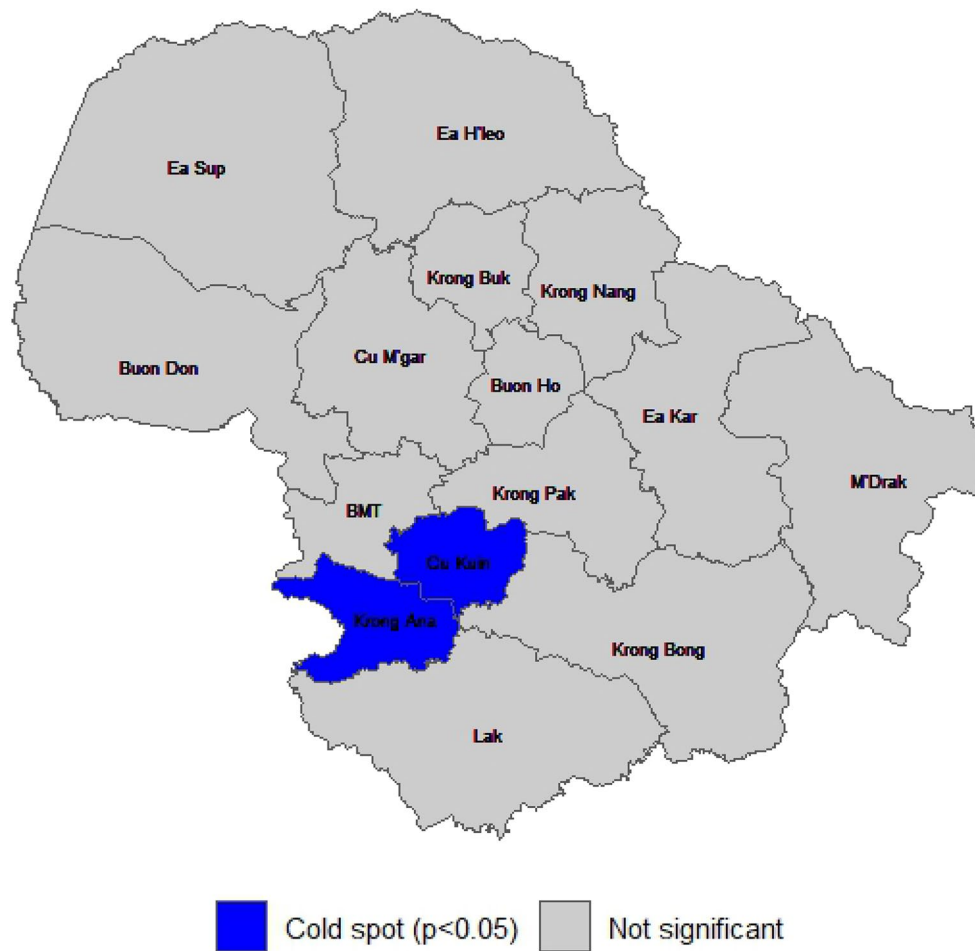 Ea H'leo
Ea Sup
Krong Buk
Krong Nang
Cu M'gar
Buon Don
Buon Ho
Ea Kar
M'Drak
Krong Pak
BMT
Cu Kuin
Krong Ana
Krong Bong
Lak
Cold spot (p<0.05)
Not significant